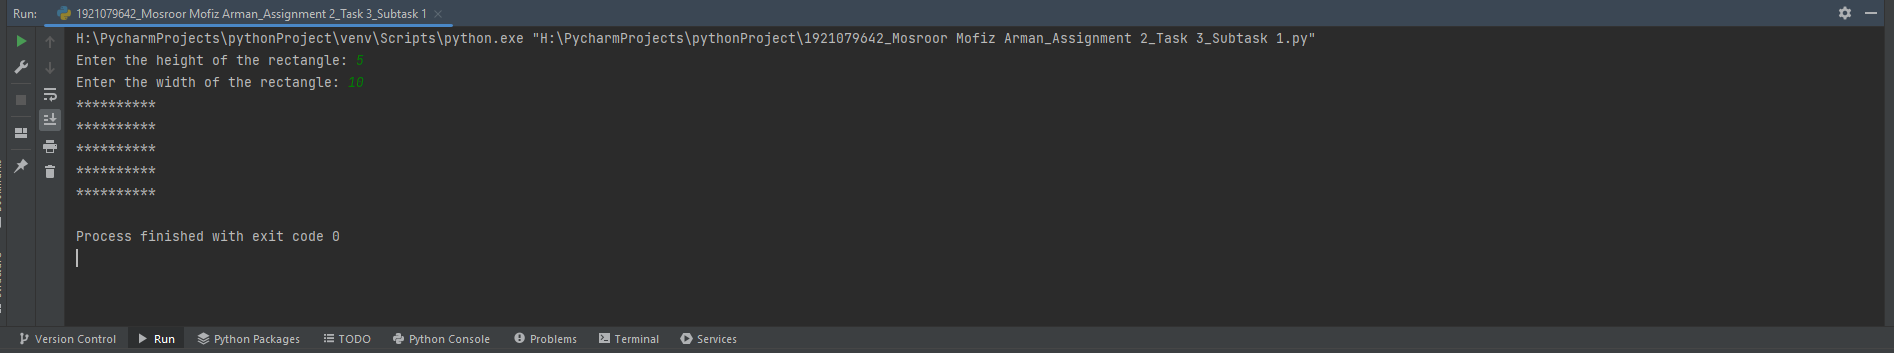 Run: 1921079642_Mosroor Mofiz Arman_Assignment 2_Task 3_Subtask 1
H:\PycharmProjects\pythonProject\venv\Scripts\python.exe "H:\PycharmProjects\pythonProject\1921079642_Mosroor Mofiz Arman_Assignment 2_Task 3_Subtask 1.py"
Enter the height of the rectangle: 5
Enter the width of the rectangle: 10
**********
**********
**********
**********
**********
Process finished with exit code 0
Version Control Run Python Packages TODO Python Console Problems Terminal Services